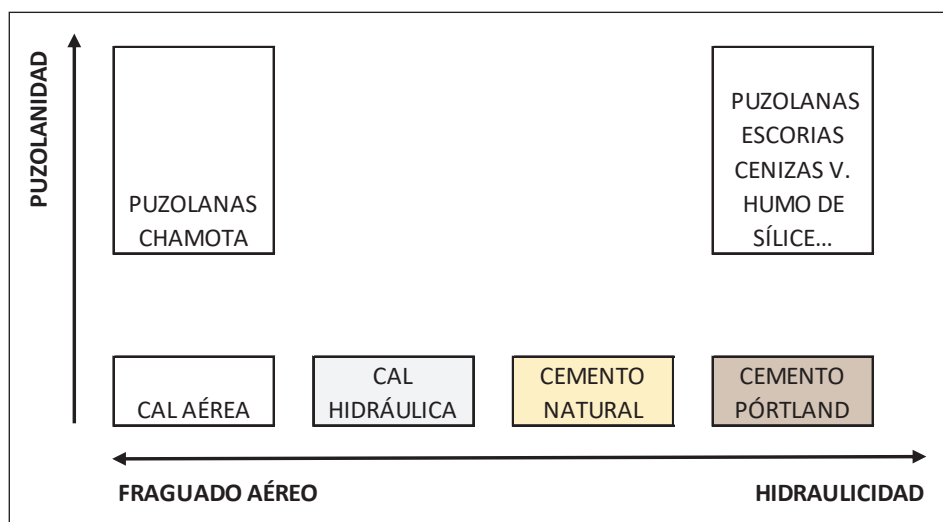 PUZOLANIDAD
PUZOLANAS
CHAMOTA
PUZOLANAS
ESCORIAS
CENIZAS V.
HUMO DE
SÍLICE...
CAL AÉREA
CAL
HIDRÁULICA
CEMENTO
NATURAL
CEMENTO
PÓRTLAND
FRAGUADO AÉREO
HIDRAULICIDAD